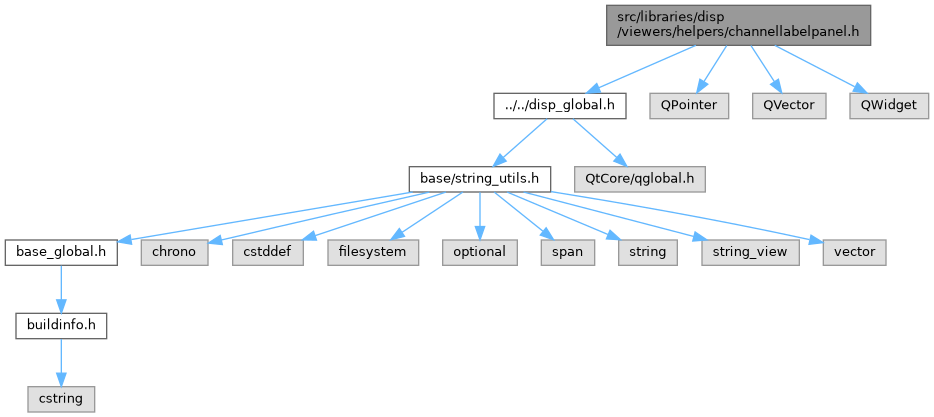 src/libraries/disp
/viewers/helpers/channellabelpanel.h
../../disp_global.h
QPointer
QVector
QWidget
base/string_utils.h
QtCore/qglobal.h
base_global.h
chrono
cstddef
filesystem
optional
span
string
string_view
vector
buildinfo.h
cstring